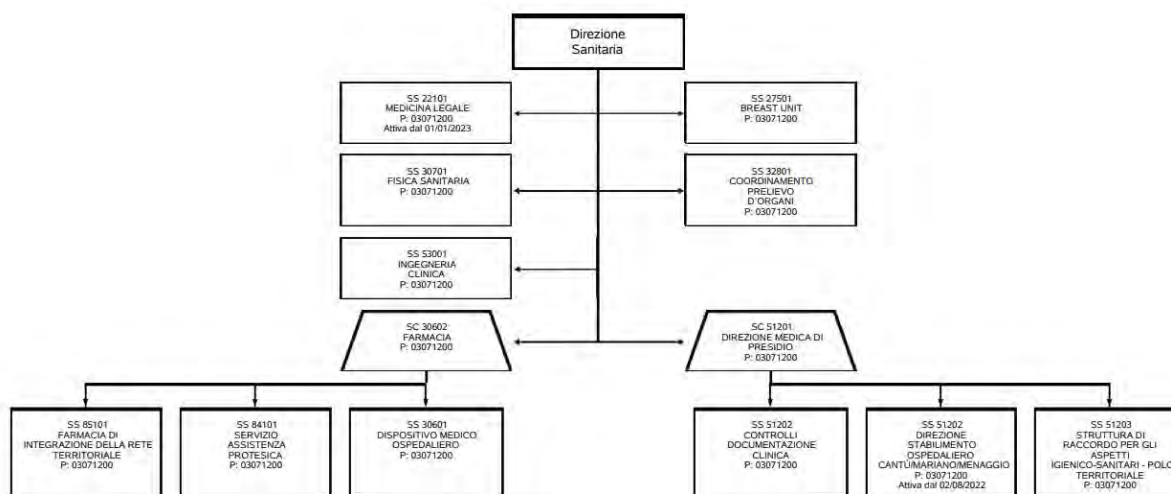 Direzione
Sanitaria
SS 22101
MEDICINA LEGALE
P: 03071200
Attiva dal 01/01/2023
SS 27501
BREAST UNIT
P: 03071200
SS 30701
FISICA SANITARIA
P: 03071200
SS 32801
COORDINAMENTO
PRELIEVO
D'ORGANI
P: 03071200
SS 53001
INGEGNERIA
CLINICA
P: 03071200
SC 30602
FARMACIA
P: 03071200
SC 51201
DIREZIONE MEDICA DI
PRESIDIO
P: 03071200
SS 85101
FARMACIA DI
INTEGRAZIONE DELLA RETE
TERRITORIALE
P: 03071200
SS 84101
SERVIZIO
ASSISTENZA
PROTESICA
P: 03071200
SS 30601
DISPOSITIVO MEDICO
OSPEDALIERO
P: 03071200
SS 51202
CONTROLLI
DOCUMENTAZIONE
CLINICA
P: 03071200
SS 51202
DIREZIONE
STABILIMENTO
OSPEDALIERO
CANTÚ/MARIANO/MENAGGIO
P: 03071200
Attiva dal 02/08/2022
SS 51203
STRUTTURA DI
RACCORDO PER GLI
ASPETTI
IGIENICO-SANITARI - POLO
TERRITORIALE
P: 03071200